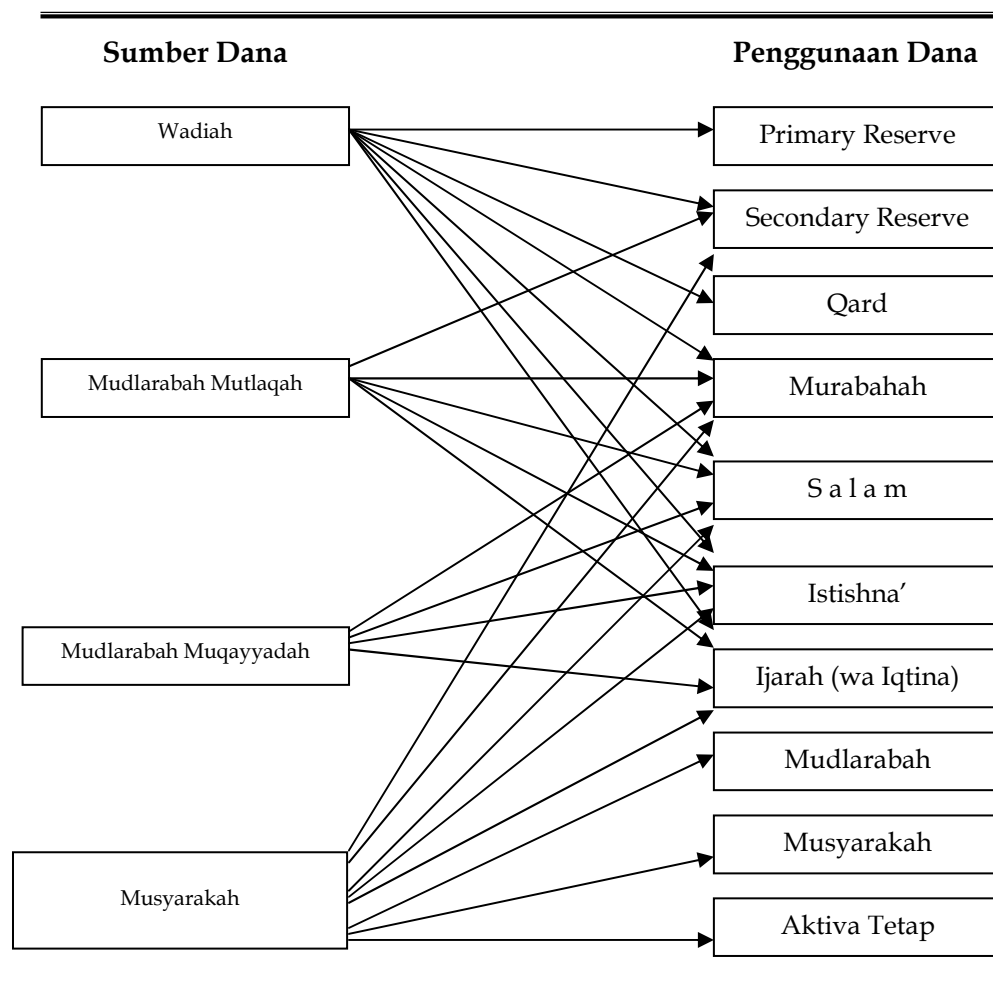 Sumber Dana
Penggunaan Dana
Wadiah
Mudlarabah Mutlaqah
Mudlarabah Muqayyadah
Musyarakah
Primary Reserve
Secondary Reserve
Qard
Murabahah
S a l a m
Istishna’
Ijarah (wa Iqtina)
Mudlarabah
Musyarakah
Aktiva Tetap